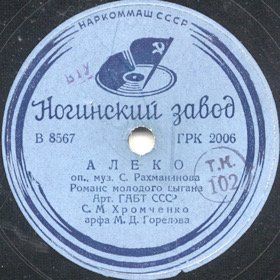 НАРКОММАШ СССР
ВТУ
Ногинский завод
В 8567 ГРК 2006
АЛЕКО
оп., муз. С. Рахманинова
Романс молодого цыгана
Арт. ГАБТ СССР
С. М. Хромченко
арфа М. Д. Горелова
Т.К.
102